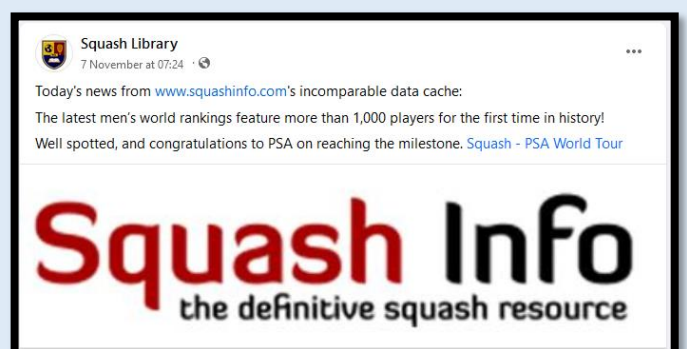 Squash Library
7 November at 07:24 ·
Today's news from www.squashinfo.com's incomparable data cache:
The latest men's world rankings feature more than 1,000 players for the first time in history!
Well spotted, and congratulations to PSA on reaching the milestone. Squash - PSA World Tour
Squash Info
the definitive squash resource